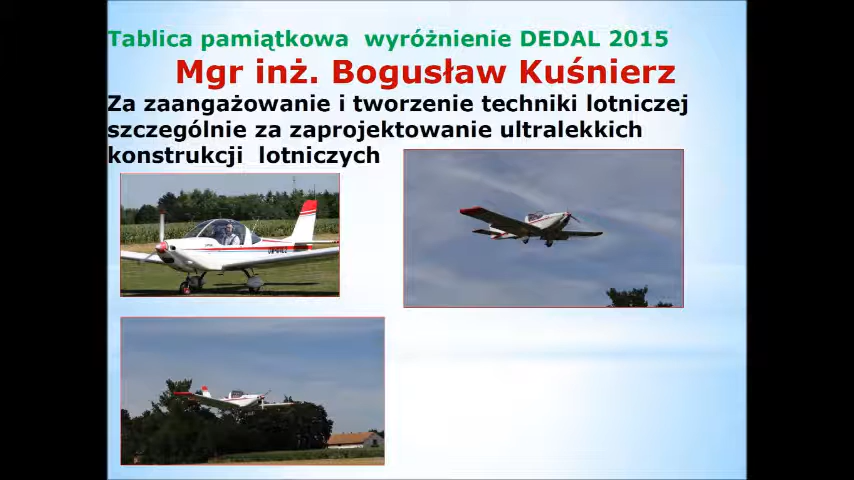 Tablica pamiątkowa wyróżnienie DEDAL 2015
Mgr inż. Bogusław Kuśnierz
Za zaangażowanie i tworzenie techniki lotniczej
szczególnie za zaprojektowanie ultralekkich
konstrukcji lotniczych